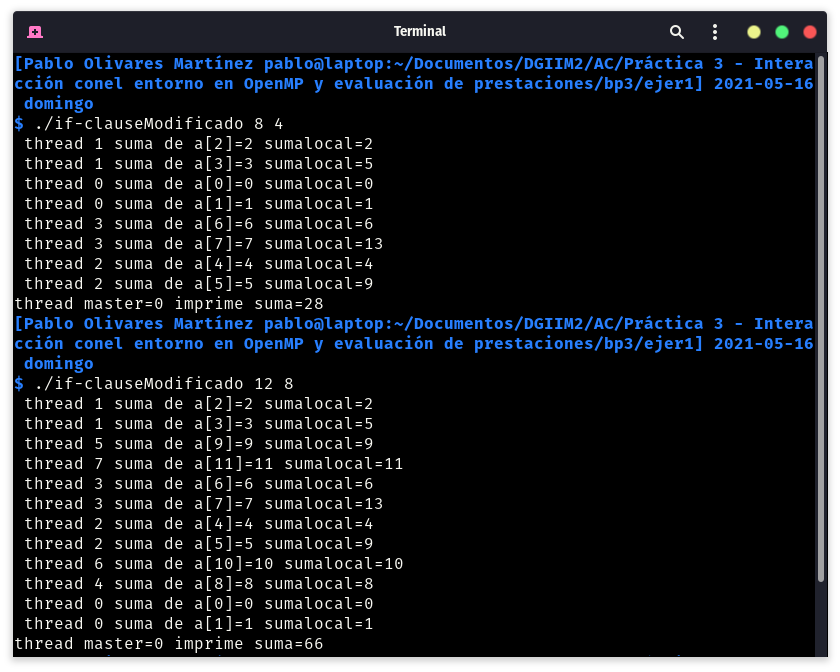 Terminal
[Pablo Olivares Martínez pablo@laptop:~/Documentos/DGIIM2/AC/Práctica 3 - Intera
cción conel entorno en OpenMP y evaluación de prestaciones/bp3/ejer1] 2021-05-16
domingo
$ ./if-clauseModificado 8 4
thread 1 suma de a[2]=2 sumalocal=2
thread 1 suma de a[3]=3 sumalocal=5
thread 0 suma de a[0]=0 sumalocal=0
thread 0 suma de a[1]=1 sumalocal=1
thread 3 suma de a[6]=6 sumalocal=6
thread 3 suma de a[7]=7 sumalocal=13
thread 2 suma de a[4]=4 sumalocal=4
thread 2 suma de a[5]=5 sumalocal=9
thread master=0 imprime suma=28
[Pablo Olivares Martínez pablo@laptop:~/Documentos/DGIIM2/AC/Práctica 3 - Intera
cción conel entorno en OpenMP y evaluación de prestaciones/bp3/ejer1] 2021-05-16
domingo
$ ./if-clauseModificado 12 8
thread 1 suma de a[2]=2 sumalocal=2
thread 1 suma de a[3]=3 sumalocal=5
thread 5 suma de a[9]=9 sumalocal=9
thread 7 suma de a[11]=11 sumalocal=11
thread 3 suma de a[6]=6 sumalocal=6
thread 3 suma de a[7]=7 sumalocal=13
thread 2 suma de a[4]=4 sumalocal=4
thread 2 suma de a[5]=5 sumalocal=9
thread 6 suma de a[10]=10 sumalocal=10
thread 4 suma de a[8]=8 sumalocal=8
thread 0 suma de a[0]=0 sumalocal=0
thread 0 suma de a[1]=1 sumalocal=1
thread master=0 imprime suma=66